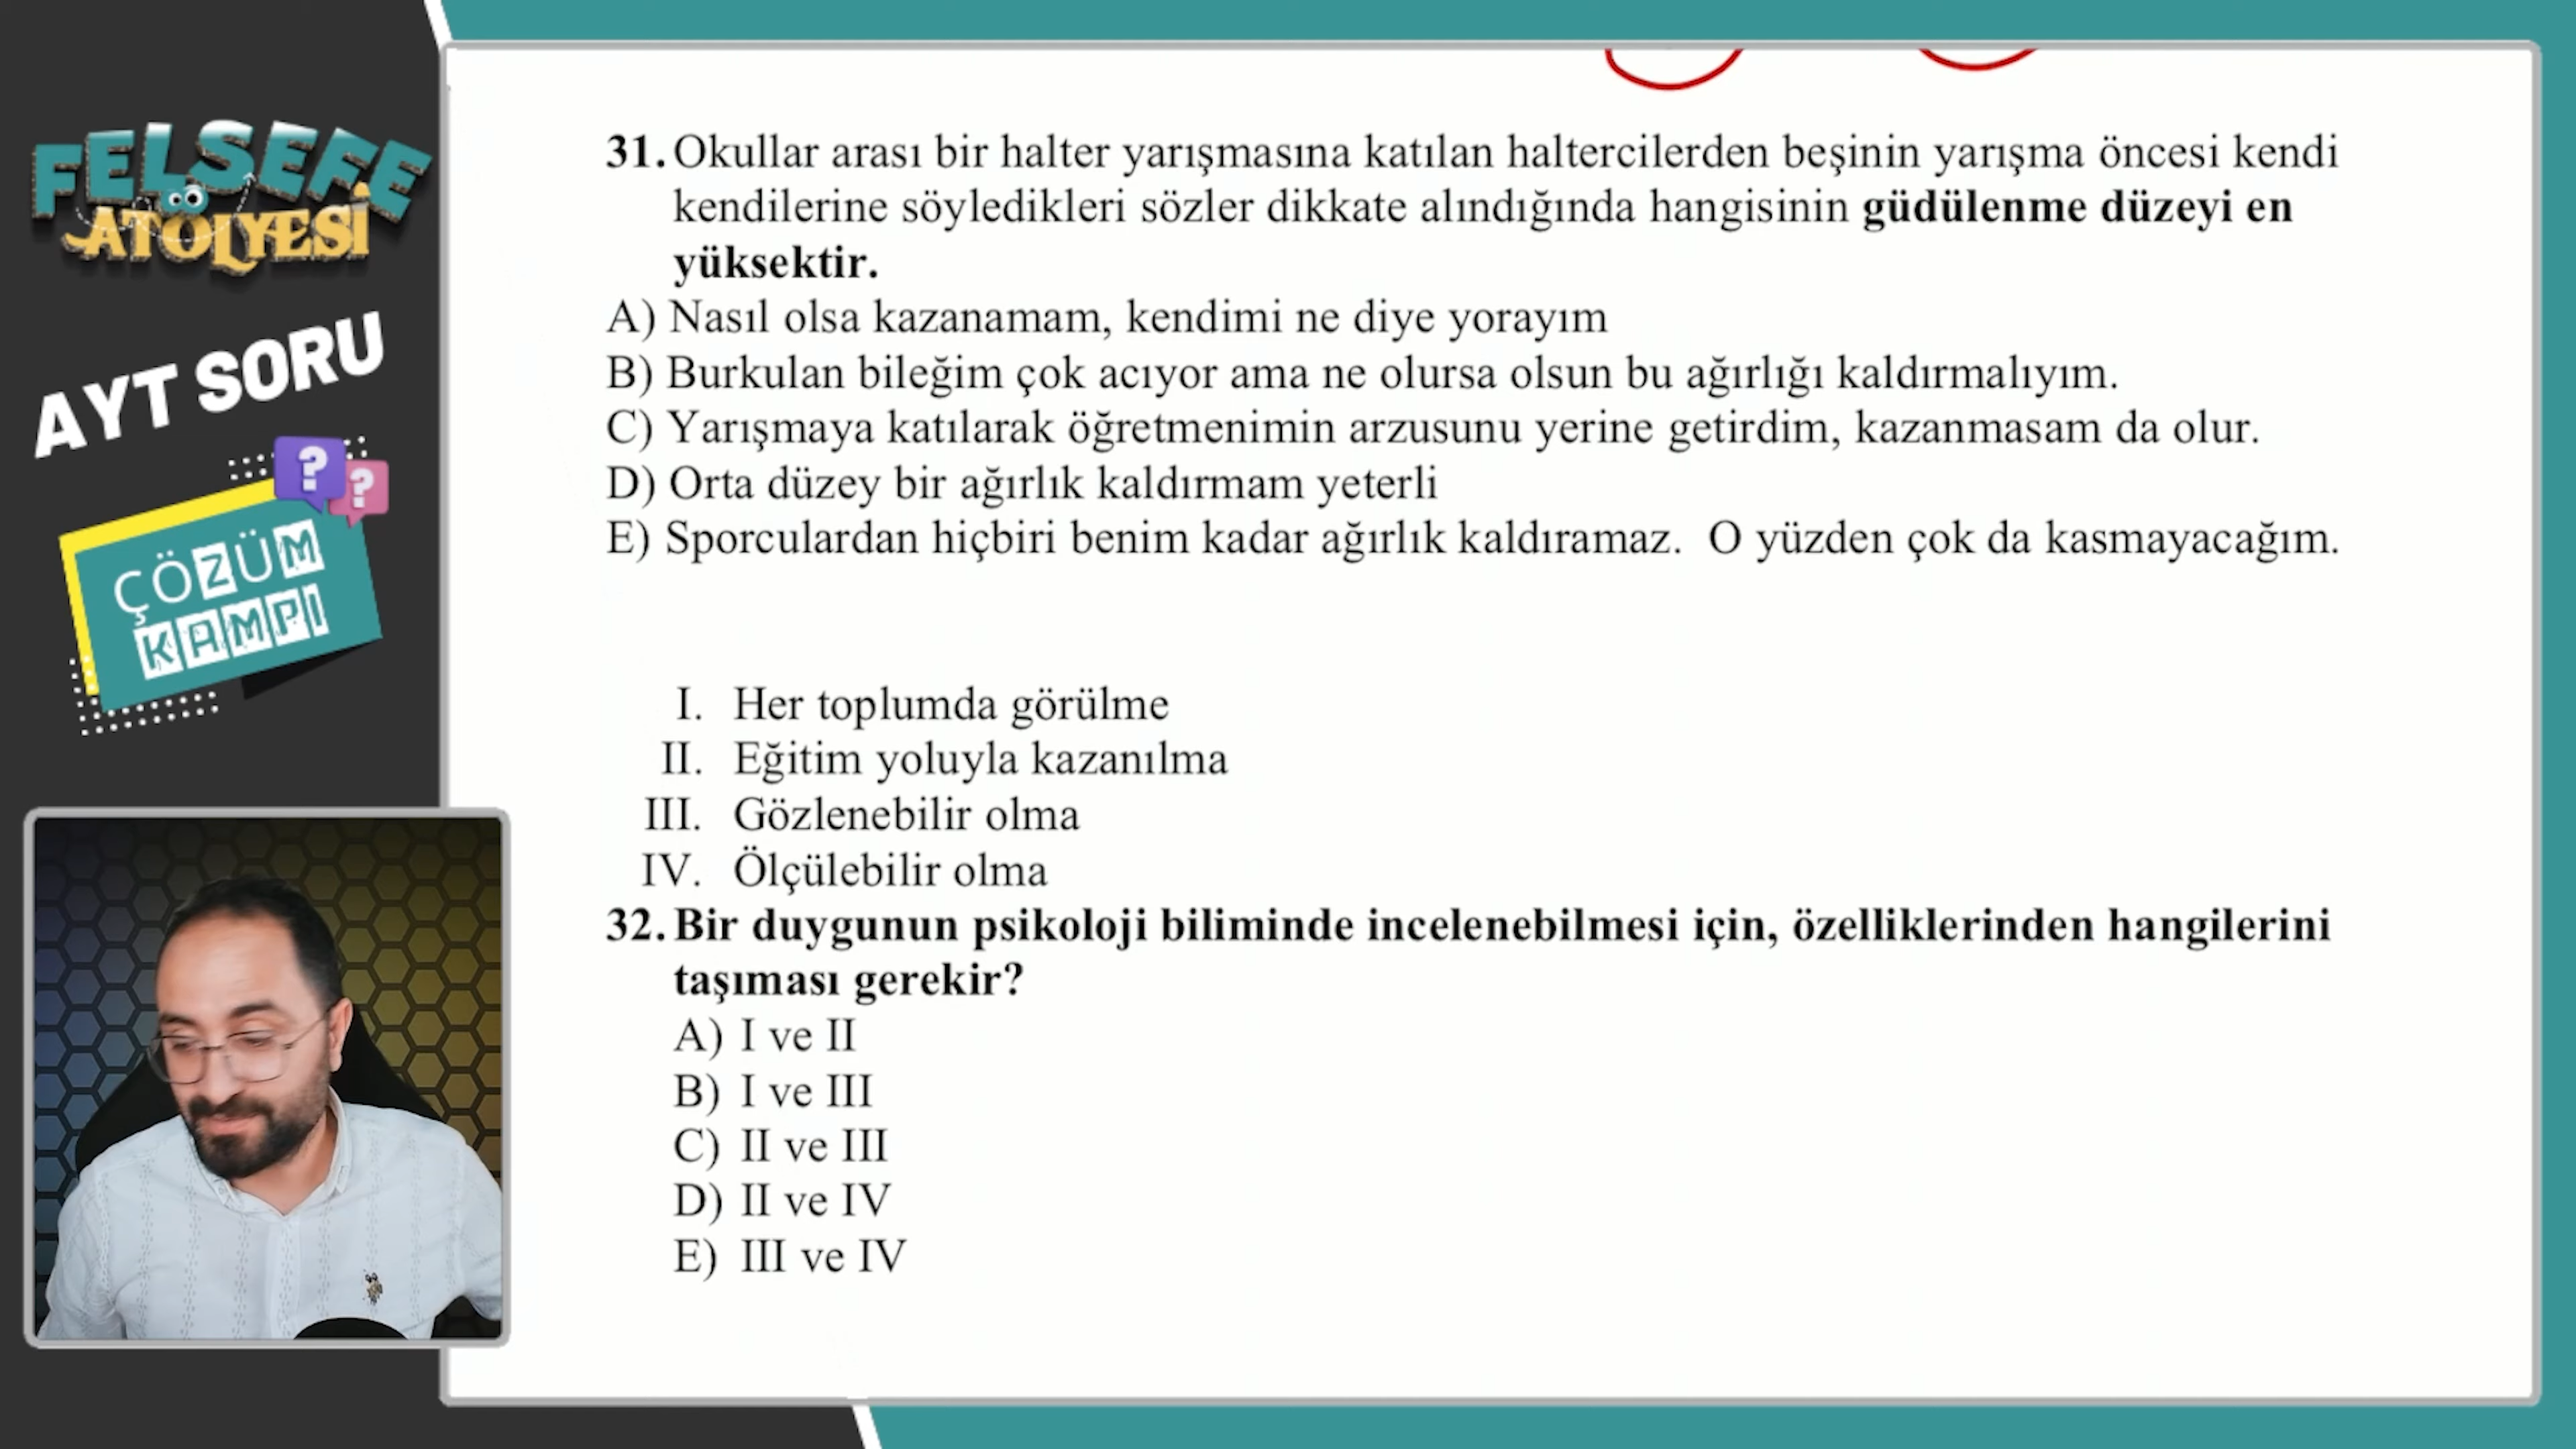 FELSEFE
ATÖLYESİ
AYT SORU
? ?
ÇÖZÜM
KAMPI
31. Okullar arası bir halter yarışmasına katılan haltercilerden beşinin yarışma öncesi kendi
kendilerine söyledikleri sözler dikkate alındığında hangisinin güdülenme düzeyi en
yüksektir.
A) Nasıl olsa kazanamam, kendimi ne diye yorayım
B) Burkulan bileğim çok acıyor ama ne olursa olsun bu ağırlığı kaldırmalıyım.
C) Yarışmaya katılarak öğretmenimin arzusunu yerine getirdim, kazanmasam da olur.
D) Orta düzey bir ağırlık kaldırmam yeterli
E) Sporculardan hiçbiri benim kadar ağırlık kaldıramaz. O yüzden çok da kasmayacağım.
I. Her toplumda görülme
II. Eğitim yoluyla kazanılma
III. Gözlenebilir olma
IV. Ölçülebilir olma
32. Bir duygunun psikoloji biliminde incelenebilmesi için, özelliklerinden hangilerini
taşıması gerekir?
A) I ve II
B) I ve III
C) II ve III
D) II ve IV
E) III ve IV